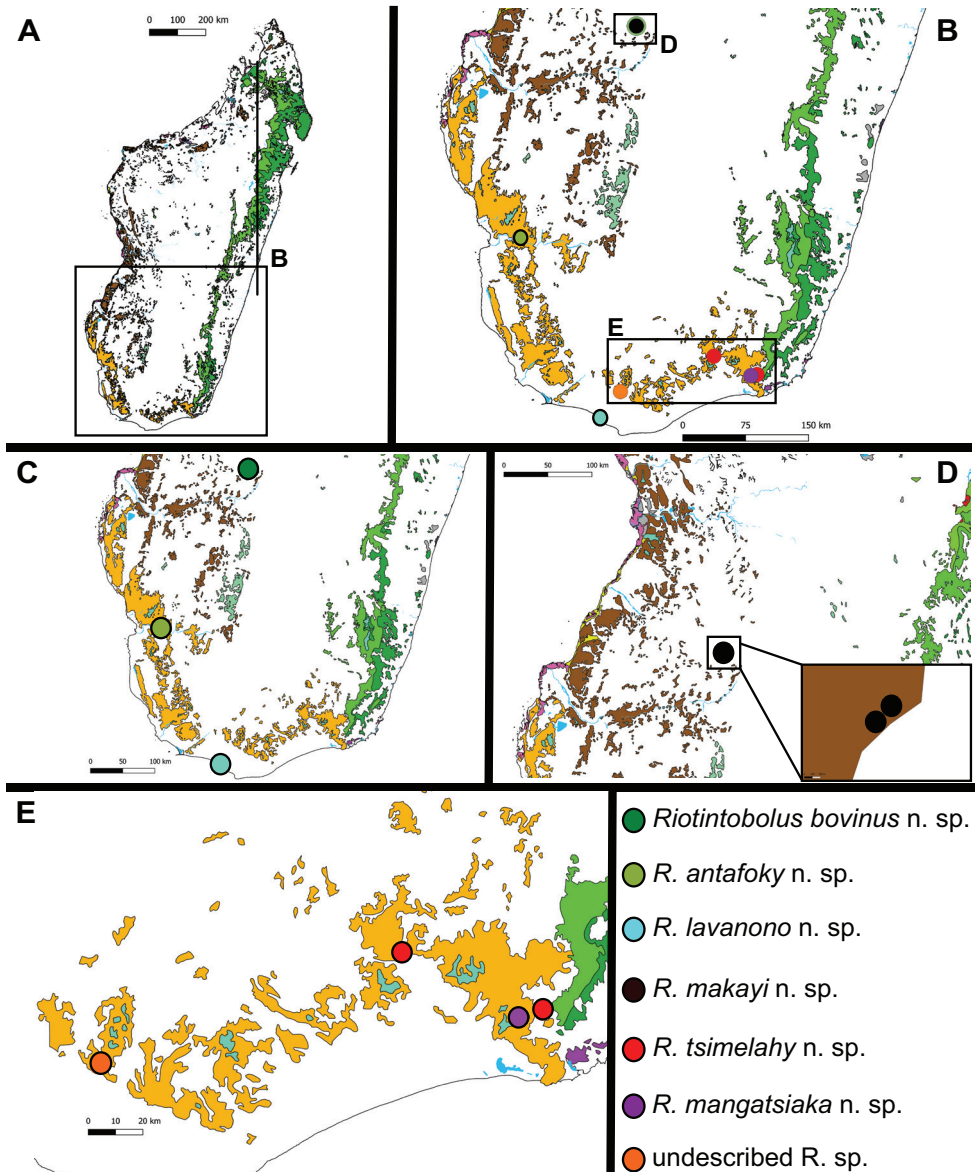 A
0 100 200 km
B
D
B
E
0 75 150 km
C
0 50 100 km
0 50 100 km
D
E
0 10 20 km
Riotintobolus bovinus n. sp.
R. antafoky n. sp.
R. lavanono n. sp.
R. makayi n. sp.
R. tsimelahy n. sp.
R. mangatsiaka n. sp.
undescribed R. sp.